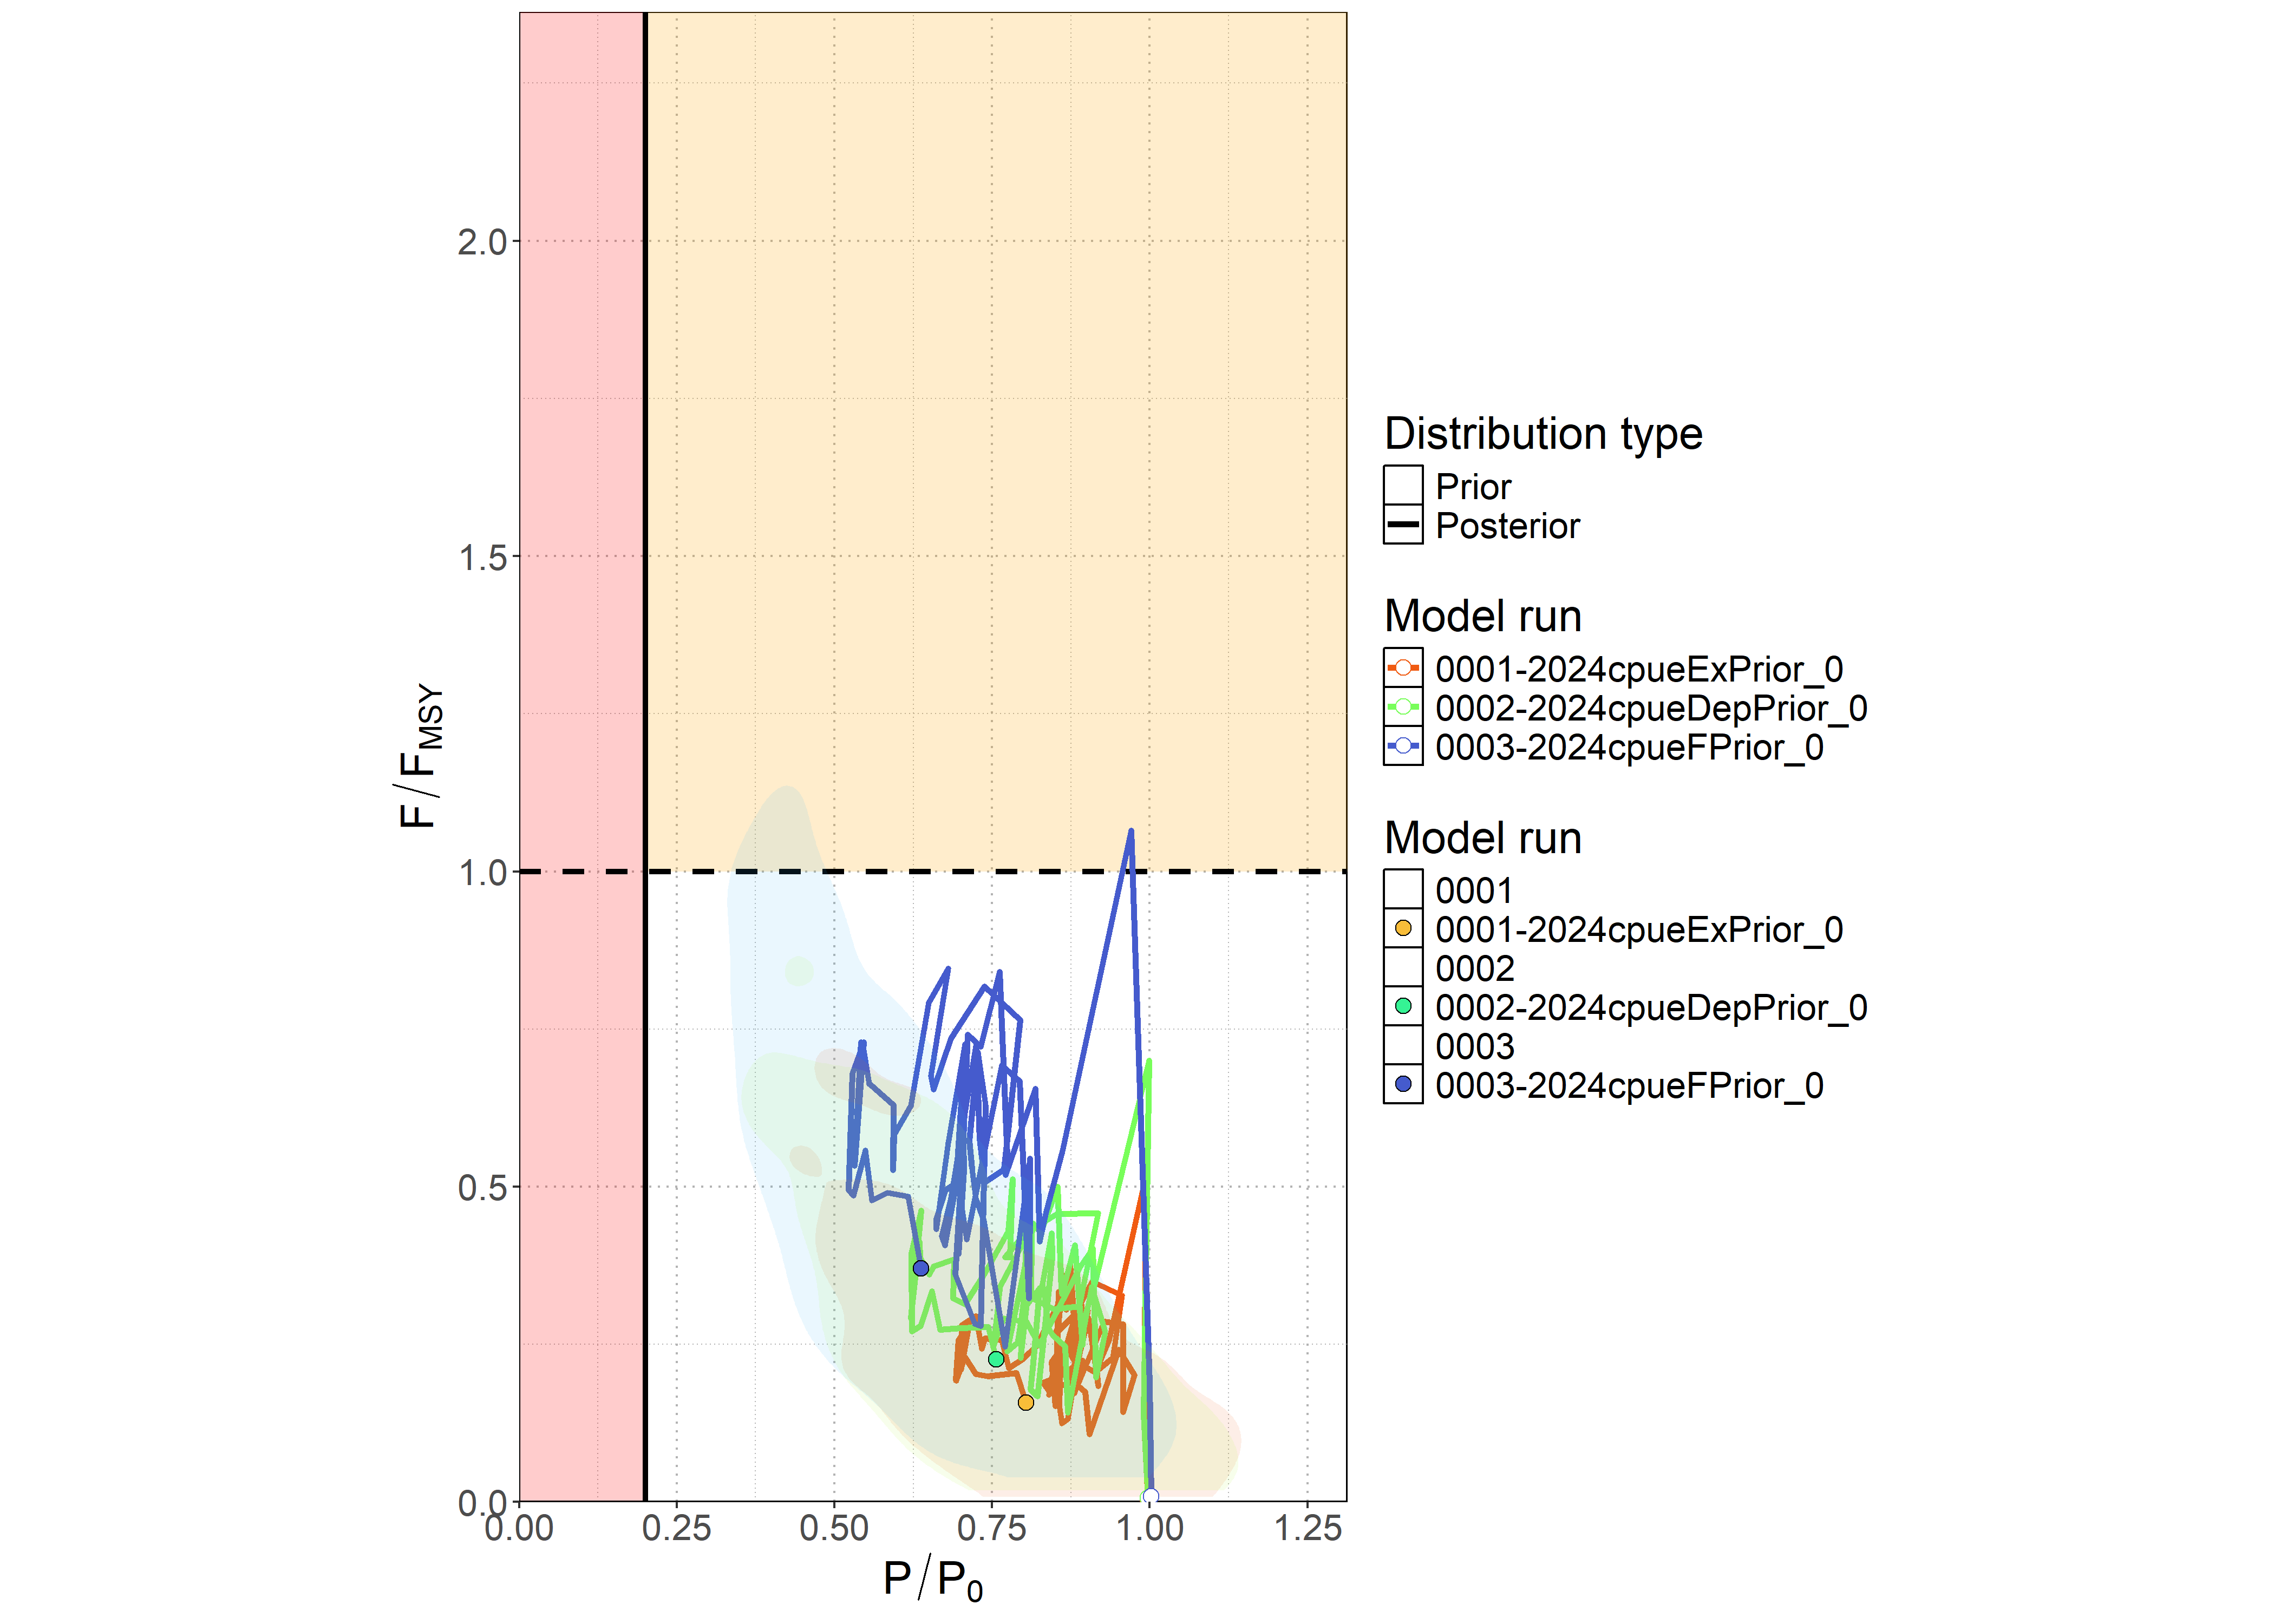 2.0
1.5
1.0
0.5
0.0
0.00
0.25
0.50
0.75
1.00
1.25
F/F_MSY
P/P_0
Distribution type
Prior
Posterior
Model run
0001-2024cpueExPrior_0
0002-2024cpueDepPrior_0
0003-2024cpueFPrior_0
Model run
0001
0001-2024cpueExPrior_0
0002
0002-2024cpueDepPrior_0
0003
0003-2024cpueFPrior_0